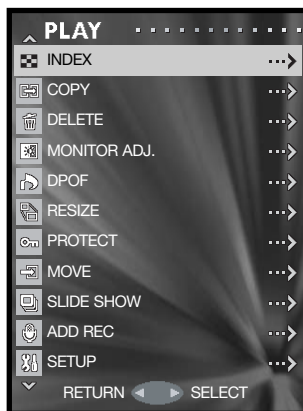 PLAY
INDEX
COPY
DELETE
MONITOR ADJ.
DPOF
RESIZE
PROTECT
MOVE
SLIDE SHOW
ADD REC
SETUP
RETURN SELECT